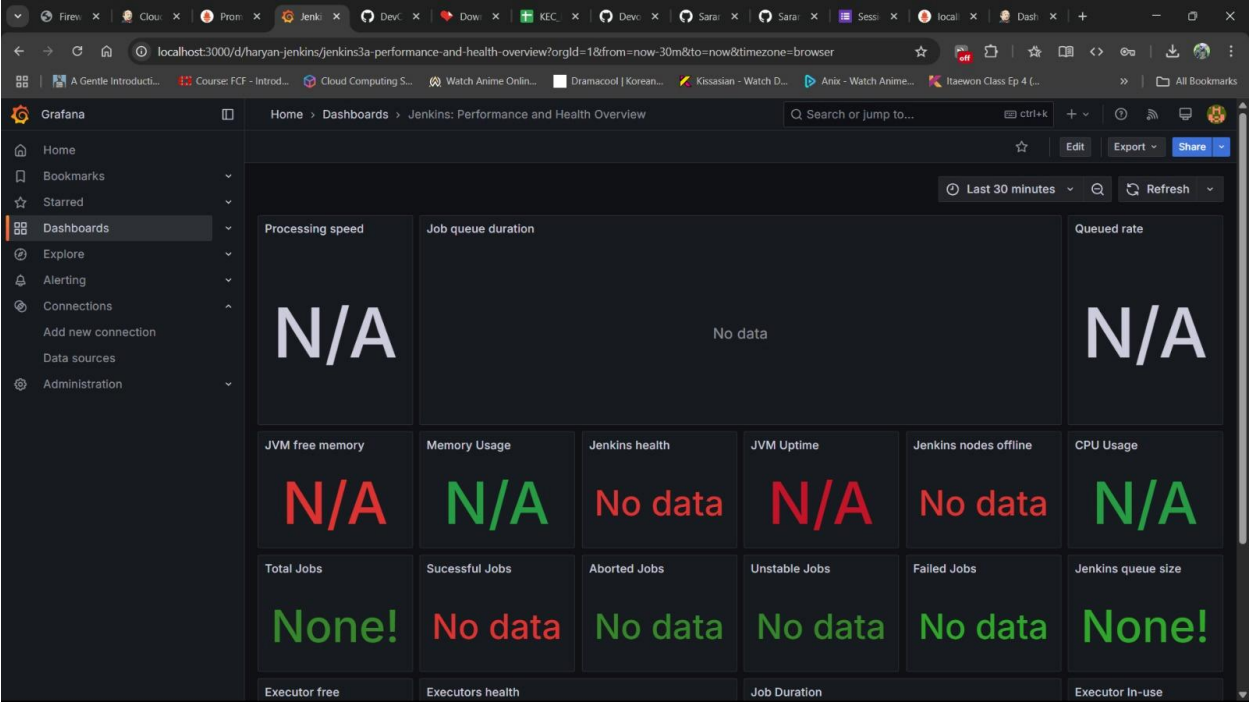 Firew
Clou
Prom
Jenki
DevC
Dow
KEC_
Devo
Sarar
Sarar
Sessi
local
Dash
localhost:3000/d/haryan-jenkins/jenkins3a-performance-and-health-overview?orgId=1&from=now-30m&to=now&timezone=browser
off
A Gentle Introducti...
Course: FCF - Introd...
Cloud Computing S...
Watch Anime Onlin...
Dramacool | Korean...
Kissasian - Watch D...
Anix - Watch Anime...
Itaewon Class Ep 4 (...
All Bookmarks
Grafana
Home › Dashboards › Jenkins: Performance and Health Overview
Search or jump to...
ctrl+k
Home
Bookmarks
Starred
Dashboards
Explore
Alerting
Connections
Add new connection
Data sources
Administration
Edit
Export
Share
Last 30 minutes
Refresh
Processing speed
N/A
Job queue duration
No data
Queued rate
N/A
JVM free memory
N/A
Memory Usage
N/A
Jenkins health
No data
JVM Uptime
N/A
Jenkins nodes offline
No data
CPU Usage
N/A
Total Jobs
None!
Sucessful Jobs
No data
Aborted Jobs
No data
Unstable Jobs
No data
Failed Jobs
No data
Jenkins queue size
None!
Executor free
Executors health
Job Duration
Executor In-use